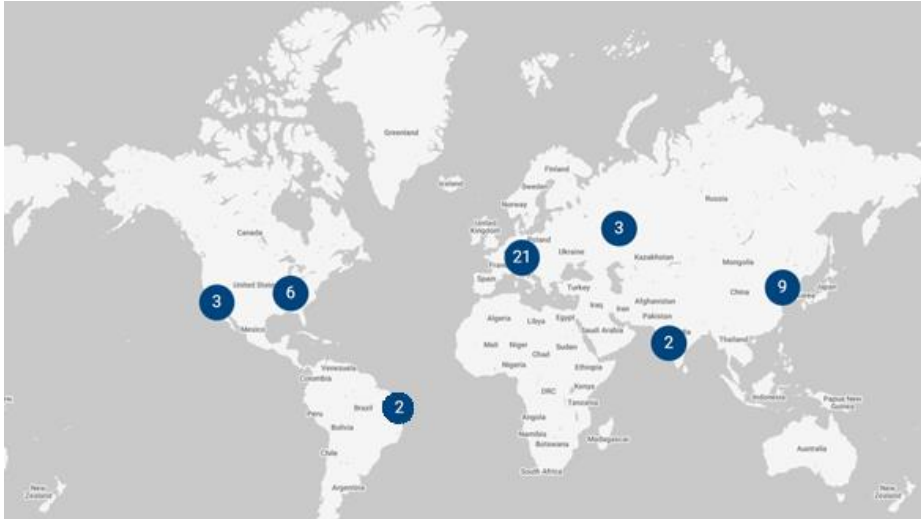 Greenland
Iceland
Finland
Sweden
Norway
Russia
United
Kingdom
Canada
3
Poland
21
Ukraine
Kazakhstan
Mongolia
Spain
United States
6
3
Turkey
China
9
Japan
Iraq
Iran
Afghanistan
Pakistan
Mexico
Algeria
Libya
Egypt
Saudi Arabia
2
Thailand
Mali
Niger
Chad
Sudan
Nigeria
Ethiopia
Venezuela
Colombia
DRC
Kenya
Tanzania
Indonesia
Papua New
Guinea
Peru
Brazil
2
Bolivia
Angola
Namibia
Botswana
Madagascar
Chile
Australia
South Africa
Argentina
New
Zealand
New
Zealand